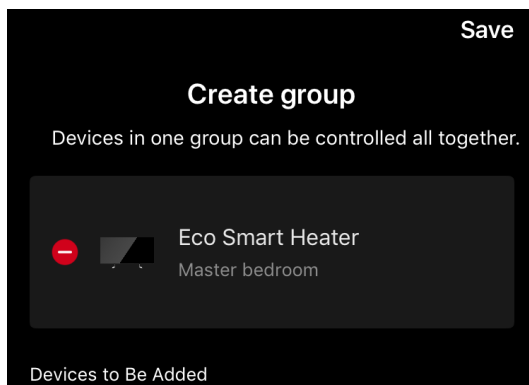 Save
Create group
Devices in one group can be controlled all together.
Eco Smart Heater
Master bedroom
Devices to Be Added